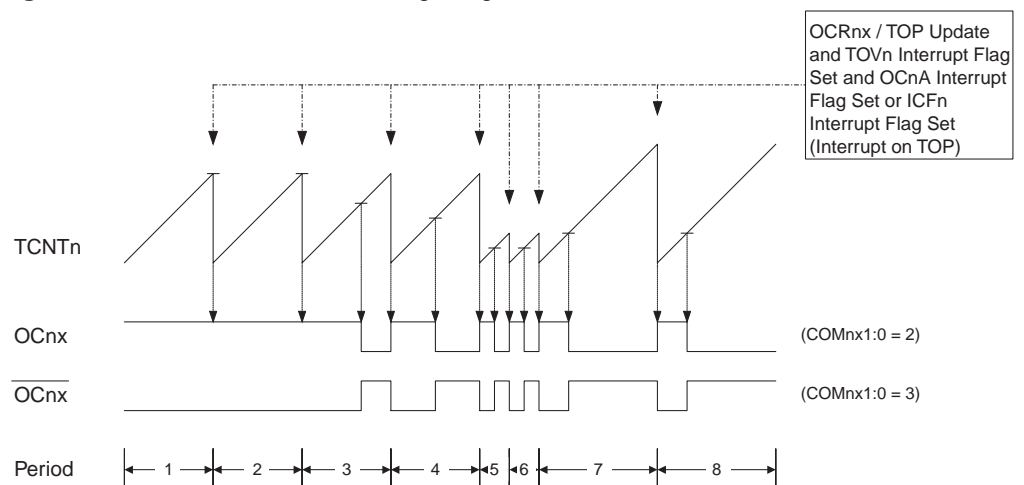 OCRnx / TOP Update
and TOVn Interrupt Flag
Set and OCnA Interrupt
Flag Set or ICFn
Interrupt Flag Set
(Interrupt on TOP)
TCNTn
OCnx (COMnx1:0 = 2)
OCnx (COMnx1:0 = 3)
Period 1 2 3 4 5 6 7 8